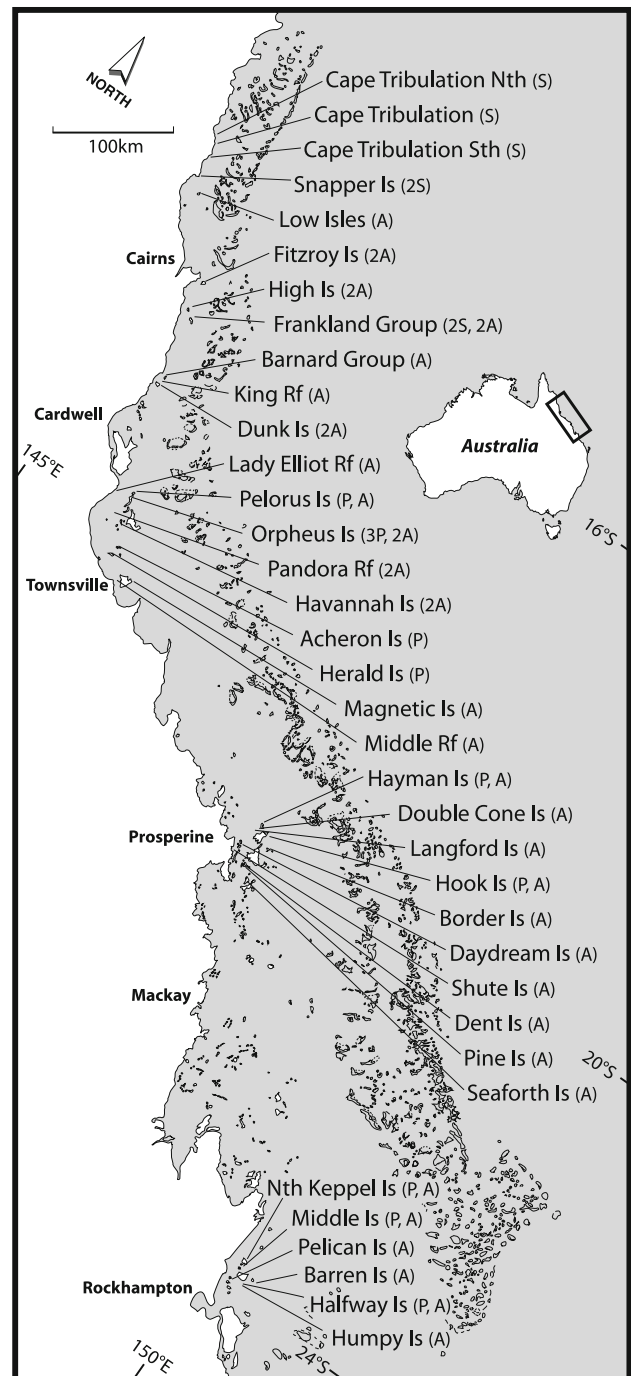 NORTH
100km
Cape Tribulation Nth (S)
Cape Tribulation (S)
Cape Tribulation Sth (S)
Snapper Is (2S)
Low Isles (A)
Cairns
Fitzroy Is (2A)
High Is (2A)
Frankland Group (2S, 2A)
Barnard Group (A)
King Rf (A)
Cardwell
Dunk Is (2A)
Australia
145°E
Lady Elliot Rf (A)
Pelorus Is (P, A)
Orpheus Is (3P, 2A)
16°S
Pandora Rf (2A)
Townsville
Havannah Is (2A)
Acheron Is (P)
Herald Is (P)
Magnetic Is (A)
Middle Rf (A)
Hayman Is (P, A)
Double Cone Is (A)
Prosperine
Langford Is (A)
Hook Is (P, A)
Border Is (A)
Daydream Is (A)
Shute Is (A)
Mackay
Dent Is (A)
Pine Is (A)
20°S
Seaforth Is (A)
Nth Keppel Is (P, A)
Middle Is (P, A)
Pelican Is (A)
Barren Is (A)
Rockhampton
Halfway Is (P, A)
Humpy Is (A)
150°E
24°S